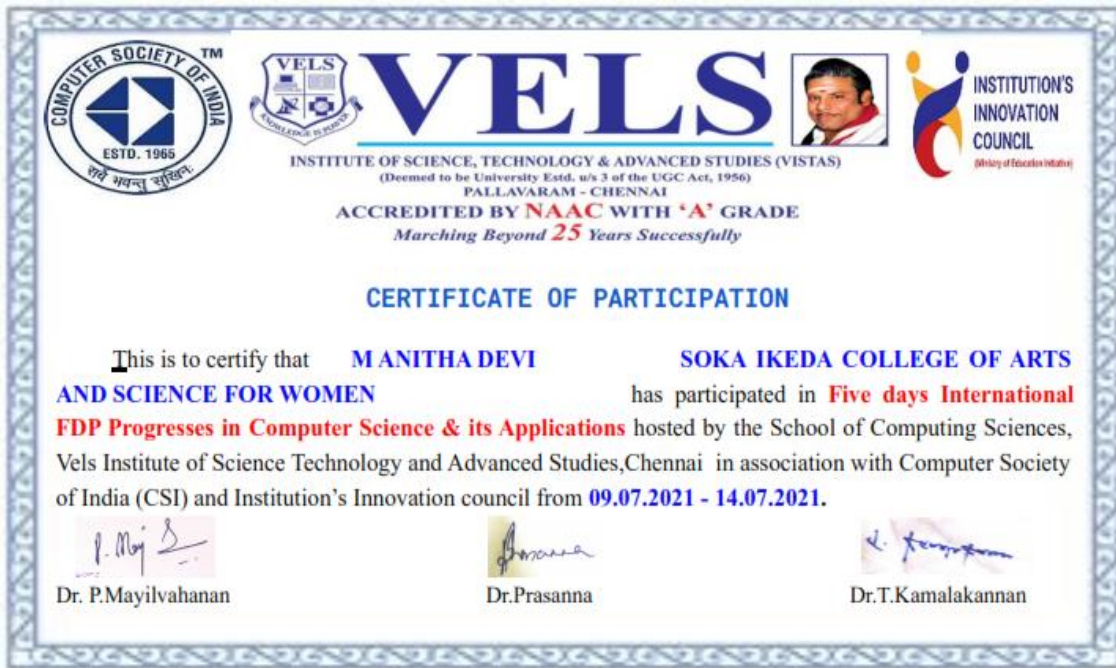 COMPUTER SOCIETY OF INDIA
TM
ESTD. 1965
सर्वे भवन्तु सुखिनः
VELS
KNOWLEDGE IS POWER
VELS
INSTITUTION'S
INNOVATION
COUNCIL
(Ministry of Education Initiative)
INSTITUTE OF SCIENCE, TECHNOLOGY & ADVANCED STUDIES (VISTAS)
(Deemed to be University Estd. u/s 3 of the UGC Act, 1956)
PALLAVARAM - CHENNAI
ACCREDITED BY NAAC WITH ‘A’ GRADE
Marching Beyond 25 Years Successfully
CERTIFICATE OF PARTICIPATION
This is to certify that M ANITHA DEVI SOKA IKEDA COLLEGE OF ARTS
AND SCIENCE FOR WOMEN has participated in Five days International
FDP Progresses in Computer Science & its Applications hosted by the School of Computing Sciences,
Vels Institute of Science Technology and Advanced Studies,Chennai in association with Computer Society
of India (CSI) and Institution’s Innovation council from 09.07.2021 - 14.07.2021.
Prasanna
Dr. P.Mayilvahanan
Dr.Prasanna
Dr.T.Kamalakannan